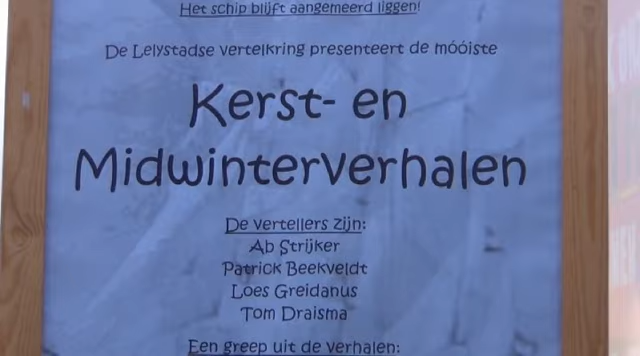 Het schip blijft aangemeerd liggen!
De Lelystadse vertelkring presenteert de móóiste
Kerst- en
Midwinterverhalen
De vertellers zijn:
Ab Strijker
Patrick Beekveldt
Loes Greidanus
Tom Draisma
Een greep uit de verhalen: